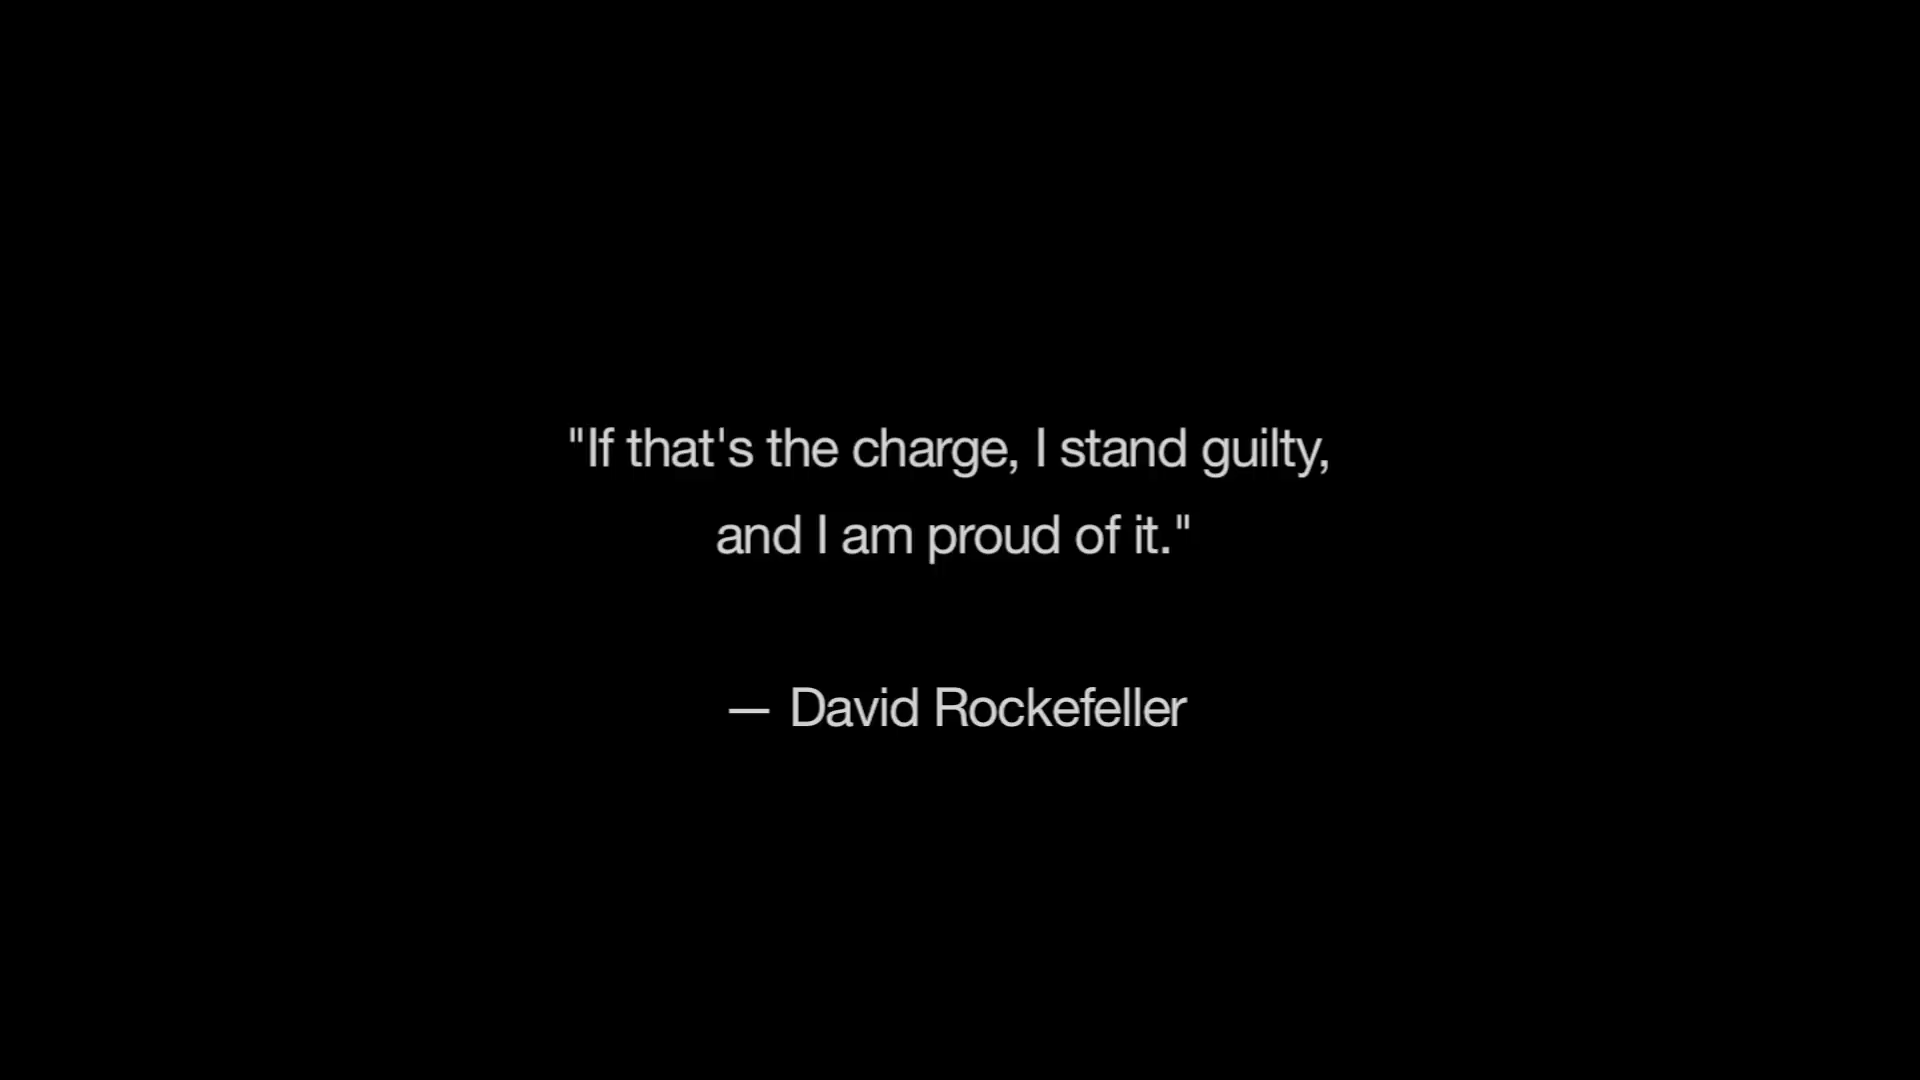 "If that's the charge, I stand guilty,
and I am proud of it."
— David Rockefeller